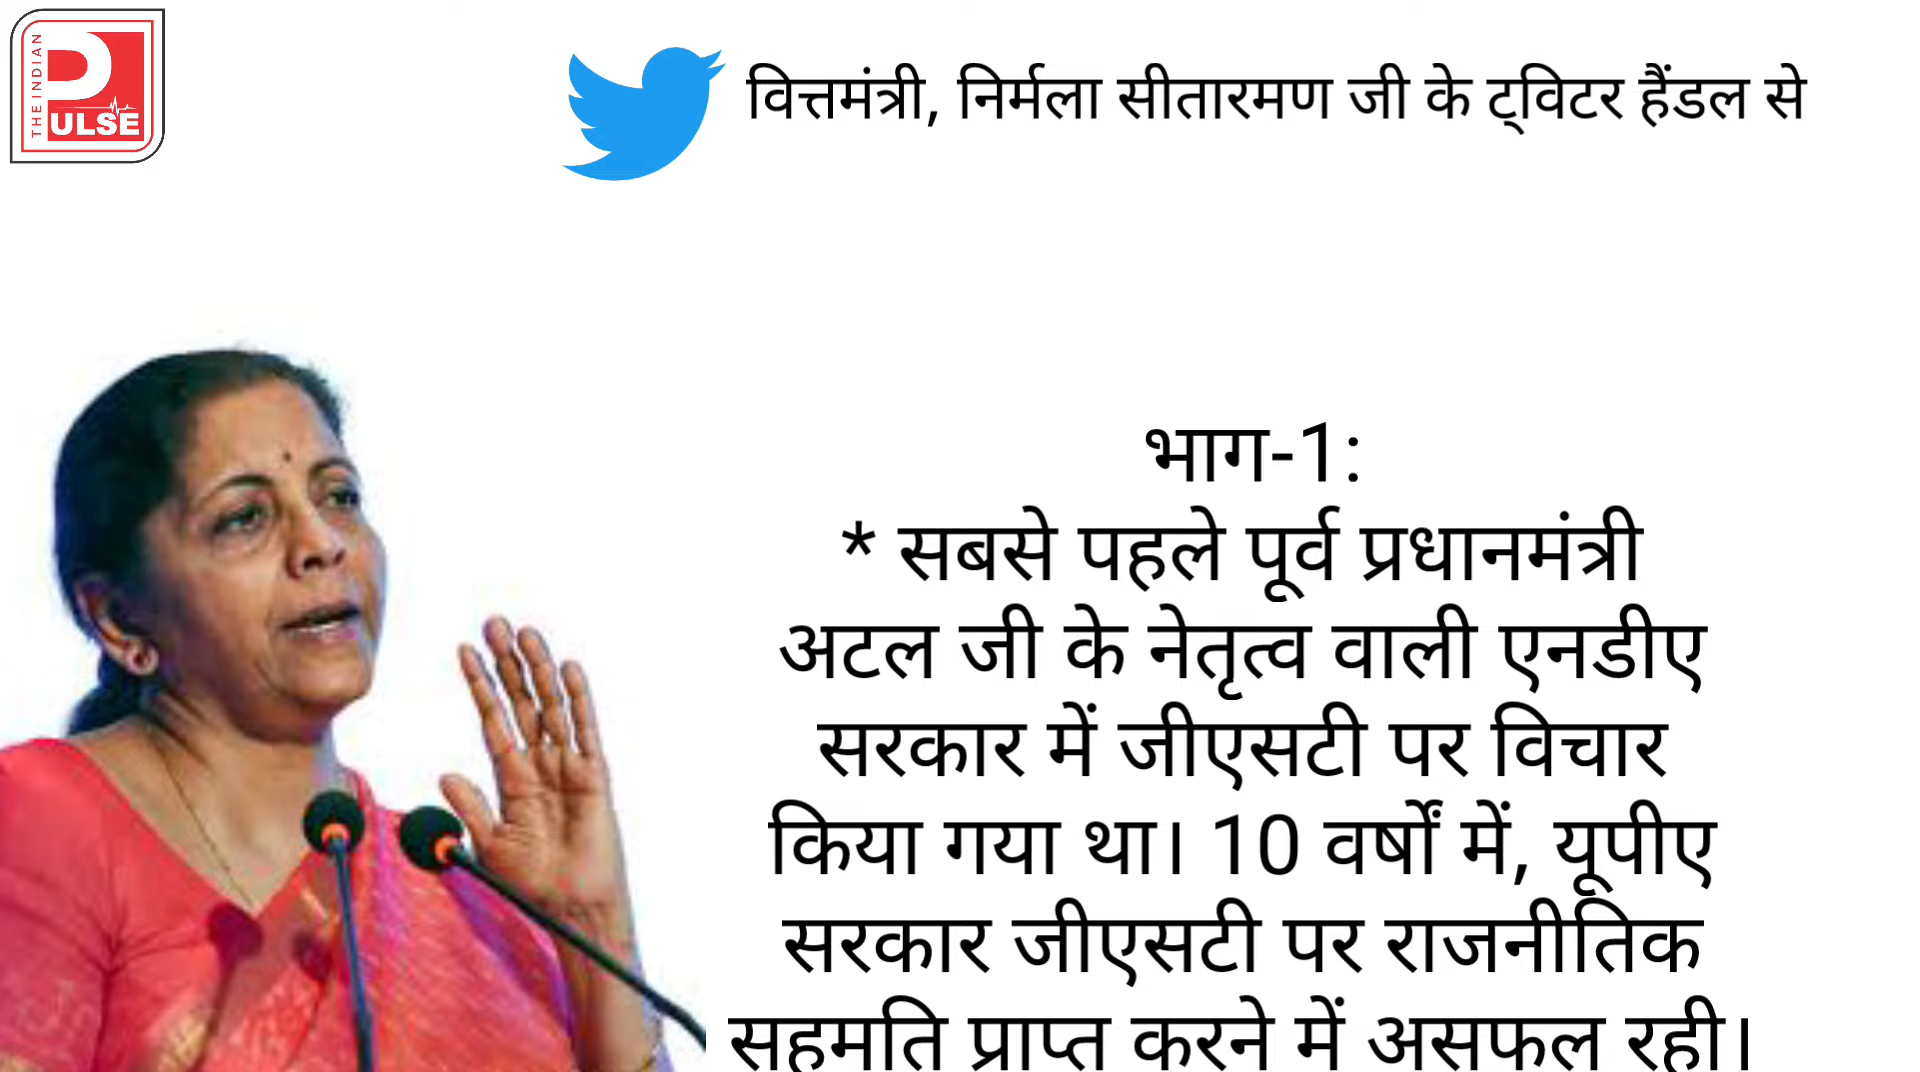 THE INDIAN
PULSE
वित्तमंत्री, निर्मला सीतारमण जी के ट्विटर हैंडल से
भाग-1:
* सबसे पहले पूर्व प्रधानमंत्री
अटल जी के नेतृत्व वाली एनडीए
सरकार में जीएसटी पर विचार
किया गया था। 10 वर्षों में, यूपीए
सरकार जीएसटी पर राजनीतिक
सहमति प्राप्त करने में असफल रही।